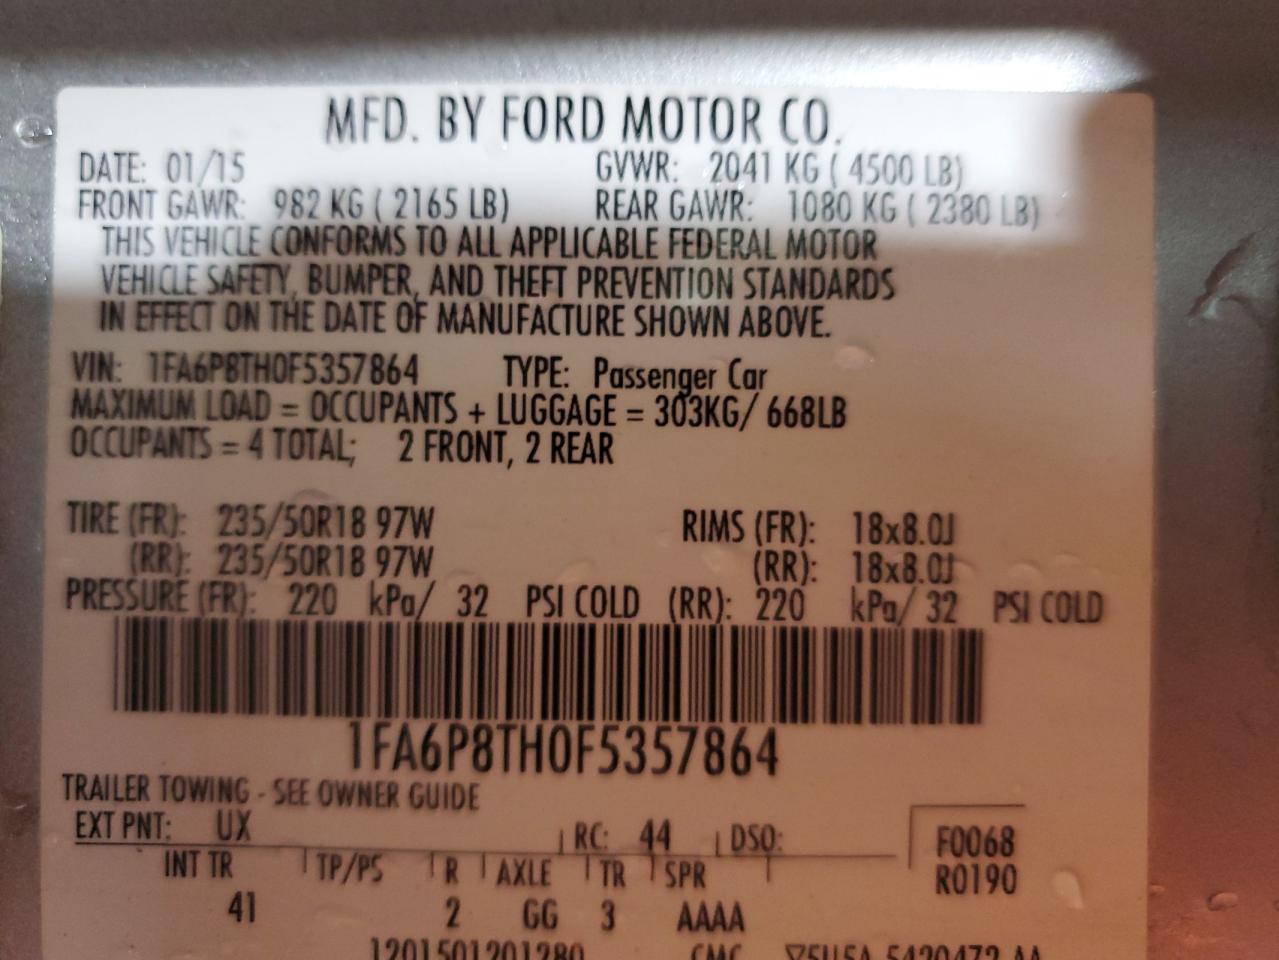 MFD. BY FORD MOTOR CO.
DATE: 01/15 GVWR: 2041 KG ( 4500 LB)
FRONT GAWR: 982 KG ( 2165 LB) REAR GAWR: 1080 KG ( 2380 LB)
THIS VEHICLE CONFORMS TO ALL APPLICABLE FEDERAL MOTOR
VEHICLE SAFETY, BUMPER, AND THEFT PREVENTION STANDARDS
IN EFFECT ON THE DATE OF MANUFACTURE SHOWN ABOVE.
VIN: 1FA6P8TH0F5357864 TYPE: Passenger Car
MAXIMUM LOAD = OCCUPANTS + LUGGAGE = 303KG/ 668LB
OCCUPANTS = 4 TOTAL; 2 FRONT, 2 REAR
TIRE (FR): 235/50R18 97W RIMS (FR): 18x8.0J
(RR): 235/50R18 97W (RR): 18x8.0J
PRESSURE (FR): 220 kPa/ 32 PSI COLD (RR): 220 kPa/ 32 PSI COLD
1FA6P8TH0F5357864
TRAILER TOWING - SEE OWNER GUIDE
EXT PNT: UX RC: 44 DSO: F0068
INT TR TP/PS R AXLE TR SPR R0190
41 2 GG 3 AAAA
1201501201280 CMC